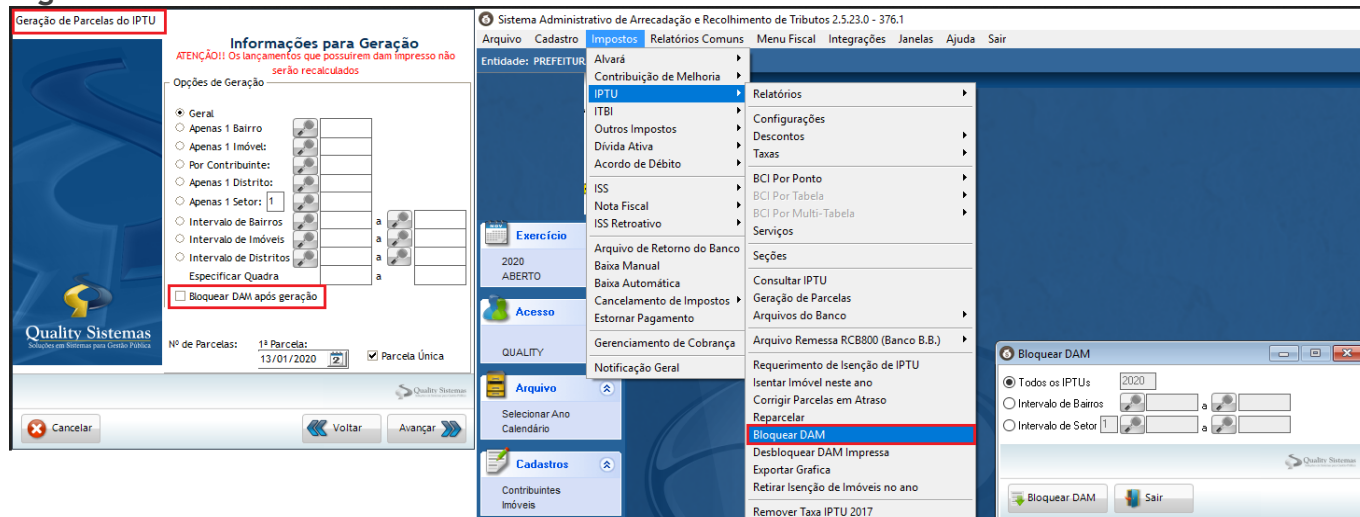 Geração de Parcelas do IPTU
Informações para Geração
ATENÇÃO!! Os lançamentos que possuirem dam impresso não
serão recalculados
Opções de Geração
Geral
Apenas 1 Bairro
Apenas 1 Imóvel:
Por Contribuinte:
Apenas 1 Distrito:
Apenas 1 Setor: 1
Intervalo de Bairros a
Intervalo de Imóveis a
Intervalo de Distritos a
Especificar Quadra a
Bloquear DAM após geração
Nº de Parcelas: 1ª Parcela:
13/01/2020 Parcela Única
Quality Sistemas
Soluções em Sistemas para Gestão Pública
Quality Sistemas
Cancelar Voltar Avançar
Sistema Administrativo de Arrecadação e Recolhimento de Tributos 2.5.23.0 - 376.1
Arquivo Cadastro Impostos Relatórios Comuns Menu Fiscal Integrações Janelas Ajuda Sair
Entidade: PREFEITUR
Alvará
Contribuição de Melhoria
IPTU
ITBI
Outros Impostos
Dívida Ativa
Acordo de Débito
ISS
Nota Fiscal
ISS Retroativo
Arquivo de Retorno do Banco
Baixa Manual
Baixa Automática
Cancelamento de Impostos
Estornar Pagamento
Gerenciamento de Cobrança
Notificação Geral
Relatórios
Configurações
Descontos
Taxas
BCI Por Ponto
BCI Por Tabela
BCI Por Multi-Tabela
Serviços
Seções
Consultar IPTU
Geração de Parcelas
Arquivos do Banco
Arquivo Remessa RCB800 (Banco B.B.)
Requerimento de Isenção de IPTU
Isentar Imóvel neste ano
Corrigir Parcelas em Atraso
Reparcelar
Bloquear DAM
Desbloquear DAM Impressa
Exportar Grafica
Retirar Isenção de Imóveis no ano
Remover Taxa IPTU 2017
Exercício
2020
ABERTO
Acesso
QUALITY
Arquivo
Selecionar Ano
Calendário
Cadastros
Contribuintes
Imóveis
Bloquear DAM
Todos os IPTUs 2020
Intervalo de Bairros a
Intervalo de Setor 1 a
Quality Sistemas
Bloquear DAM Sair